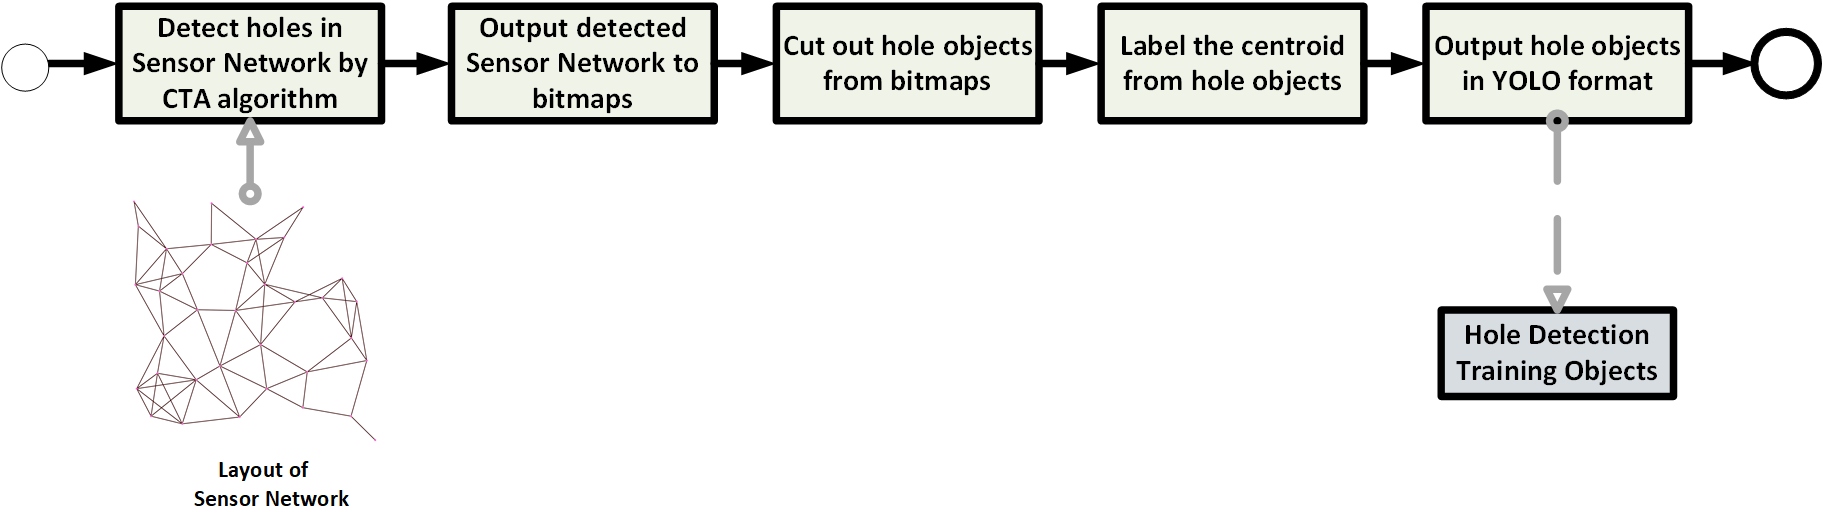 Detect holes in
Sensor Network by
CTA algorithm
Output detected
Sensor Network to
bitmaps
Cut out hole objects
from bitmaps
Label the centroid
from hole objects
Output hole objects
in YOLO format
Hole Detection
Training Objects
Layout of
Sensor Network